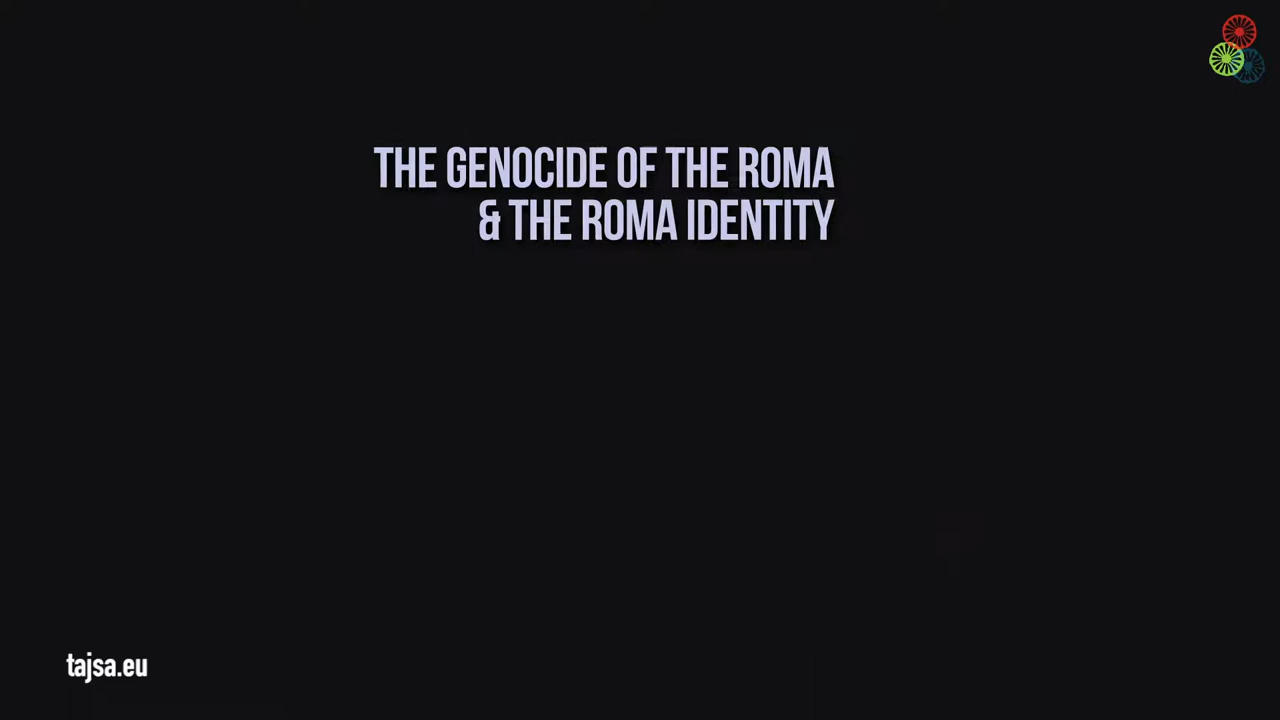 THE GENOCIDE OF THE ROMA
& THE ROMA IDENTITY
tajsa.eu